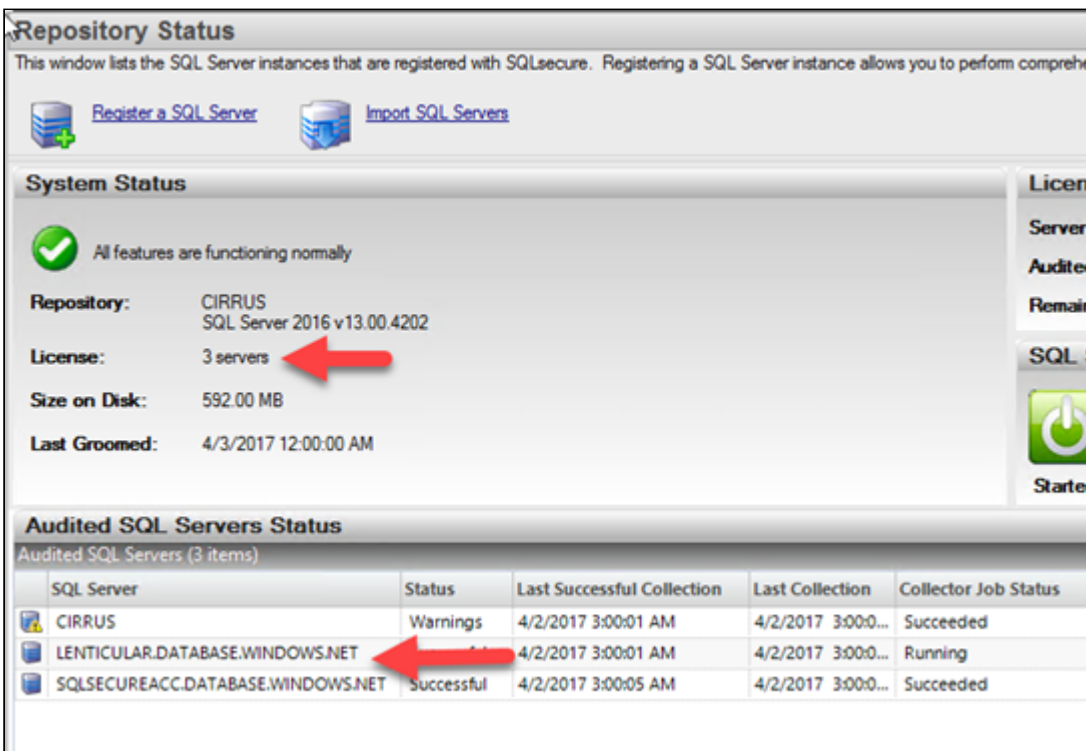 Repository Status
This window lists the SQL Server instances that are registered with SQLsecure. Registering a SQL Server instance allows you to perform comprehe
Register a SQL Server Import SQL Servers
System Status
Licen
All features are functioning normally
Server
Audited
Repository: CIRRUS
SQL Server 2016 v13.00.4202
Remain
License: 3 servers
SQL
Size on Disk: 592.00 MB
Last Groomed: 4/3/2017 12:00:00 AM
Starte
Audited SQL Servers Status
Audited SQL Servers (3 items)
SQL Server Status Last Successful Collection Last Collection Collector Job Status
CIRRUS Warnings 4/2/2017 3:00:01 AM 4/2/2017 3:00:0... Succeeded
LENTICULAR.DATABASE.WINDOWS.NET 4/2/2017 3:00:01 AM 4/2/2017 3:00:0... Running
SQLSECUREACC.DATABASE.WINDOWS.NET Successful 4/2/2017 3:00:05 AM 4/2/2017 3:00:0... Succeeded